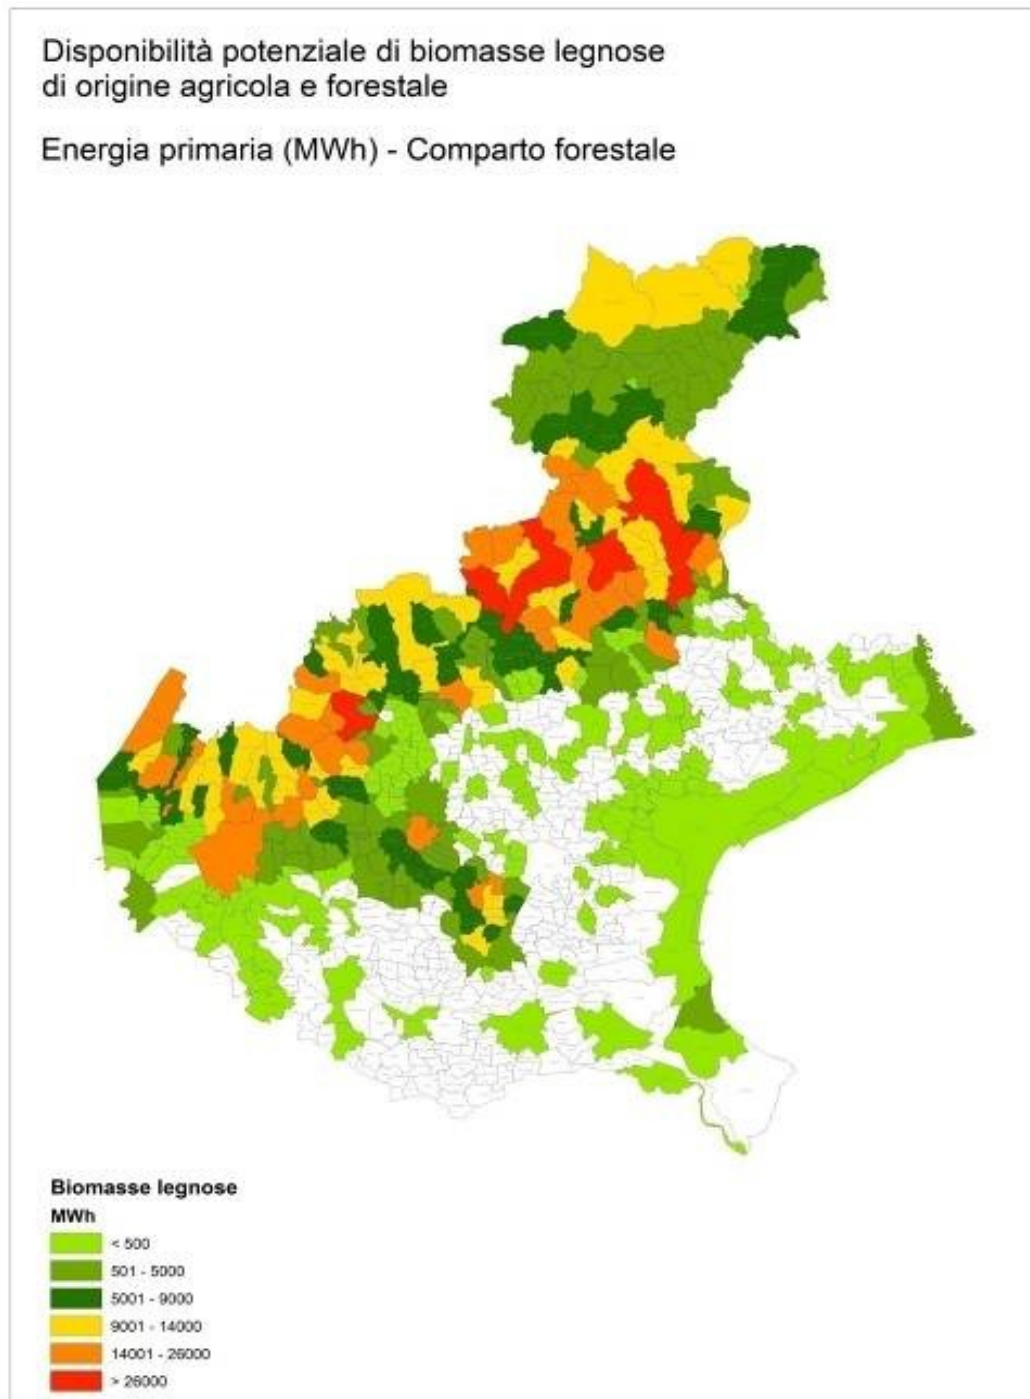 Disponibilità potenziale di biomasse legnose
di origine agricola e forestale
Energia primaria (MWh) - Comparto forestale
Biomasse legnose
MWh
< 500
501 - 5000
5001 - 9000
9001 - 14000
14001 - 26000
> 26000